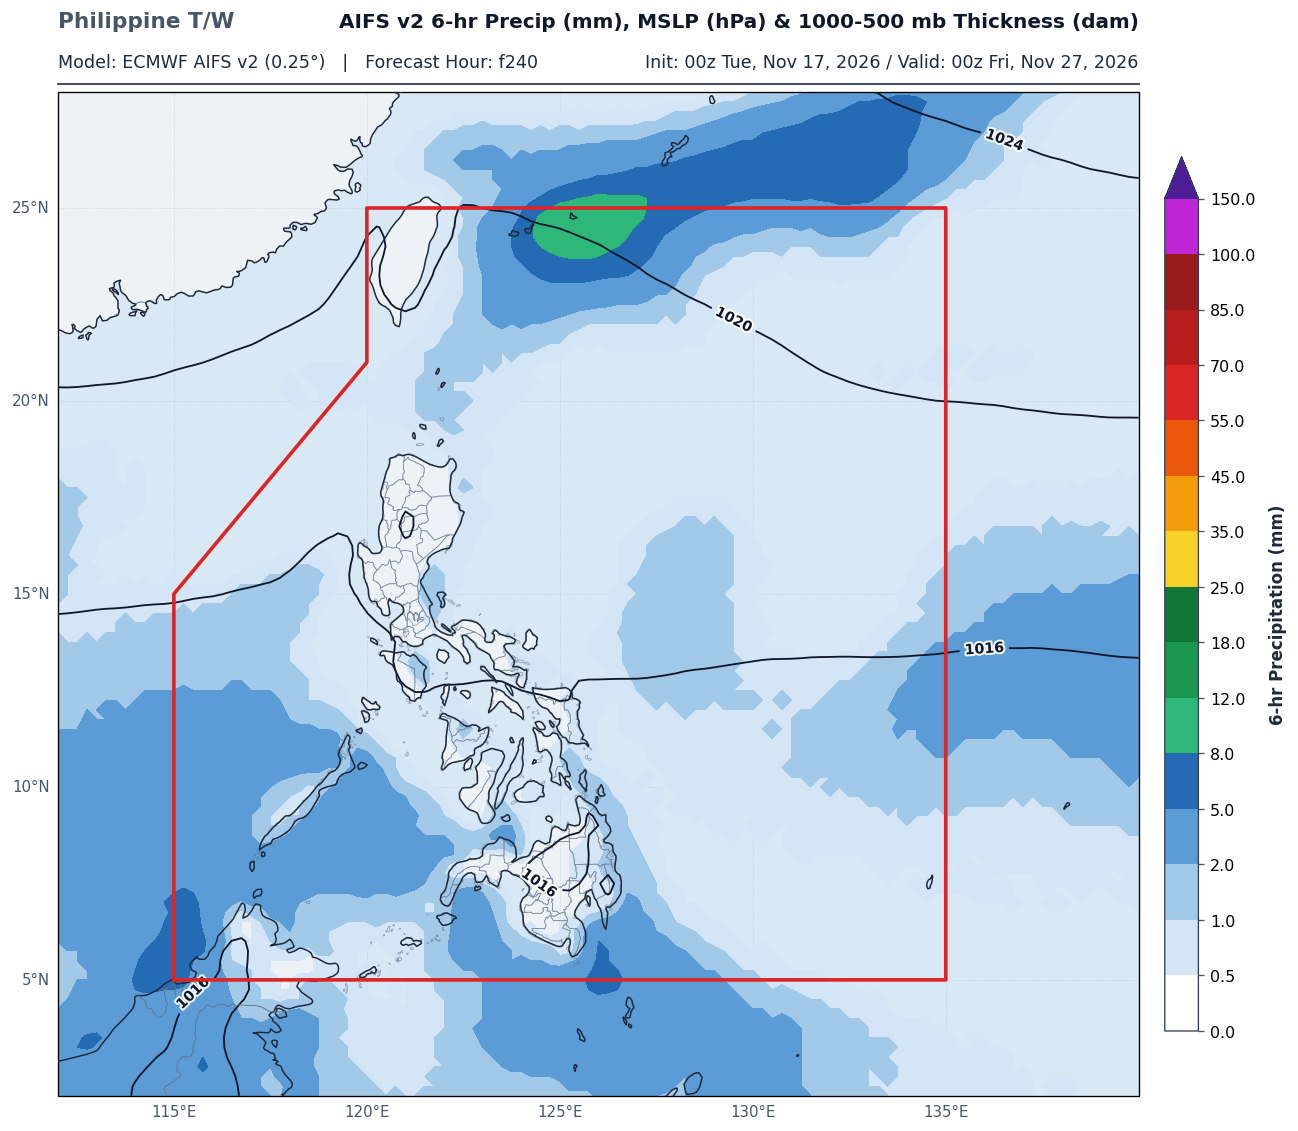 Philippine T/W
AIFS v2 6-hr Precip (mm), MSLP (hPa) & 1000-500 mb Thickness (dam)
Model: ECMWF AIFS v2 (0.25°)   |   Forecast Hour: f240
Init: 00z Tue, Nov 17, 2026 / Valid: 00z Fri, Nov 27, 2026
1024
1020
1016
1016
1016
25°N
20°N
15°N
10°N
5°N
115°E
120°E
125°E
130°E
135°E
150.0
100.0
85.0
70.0
55.0
45.0
35.0
25.0
18.0
12.0
8.0
5.0
2.0
1.0
0.5
0.0
6-hr Precipitation (mm)